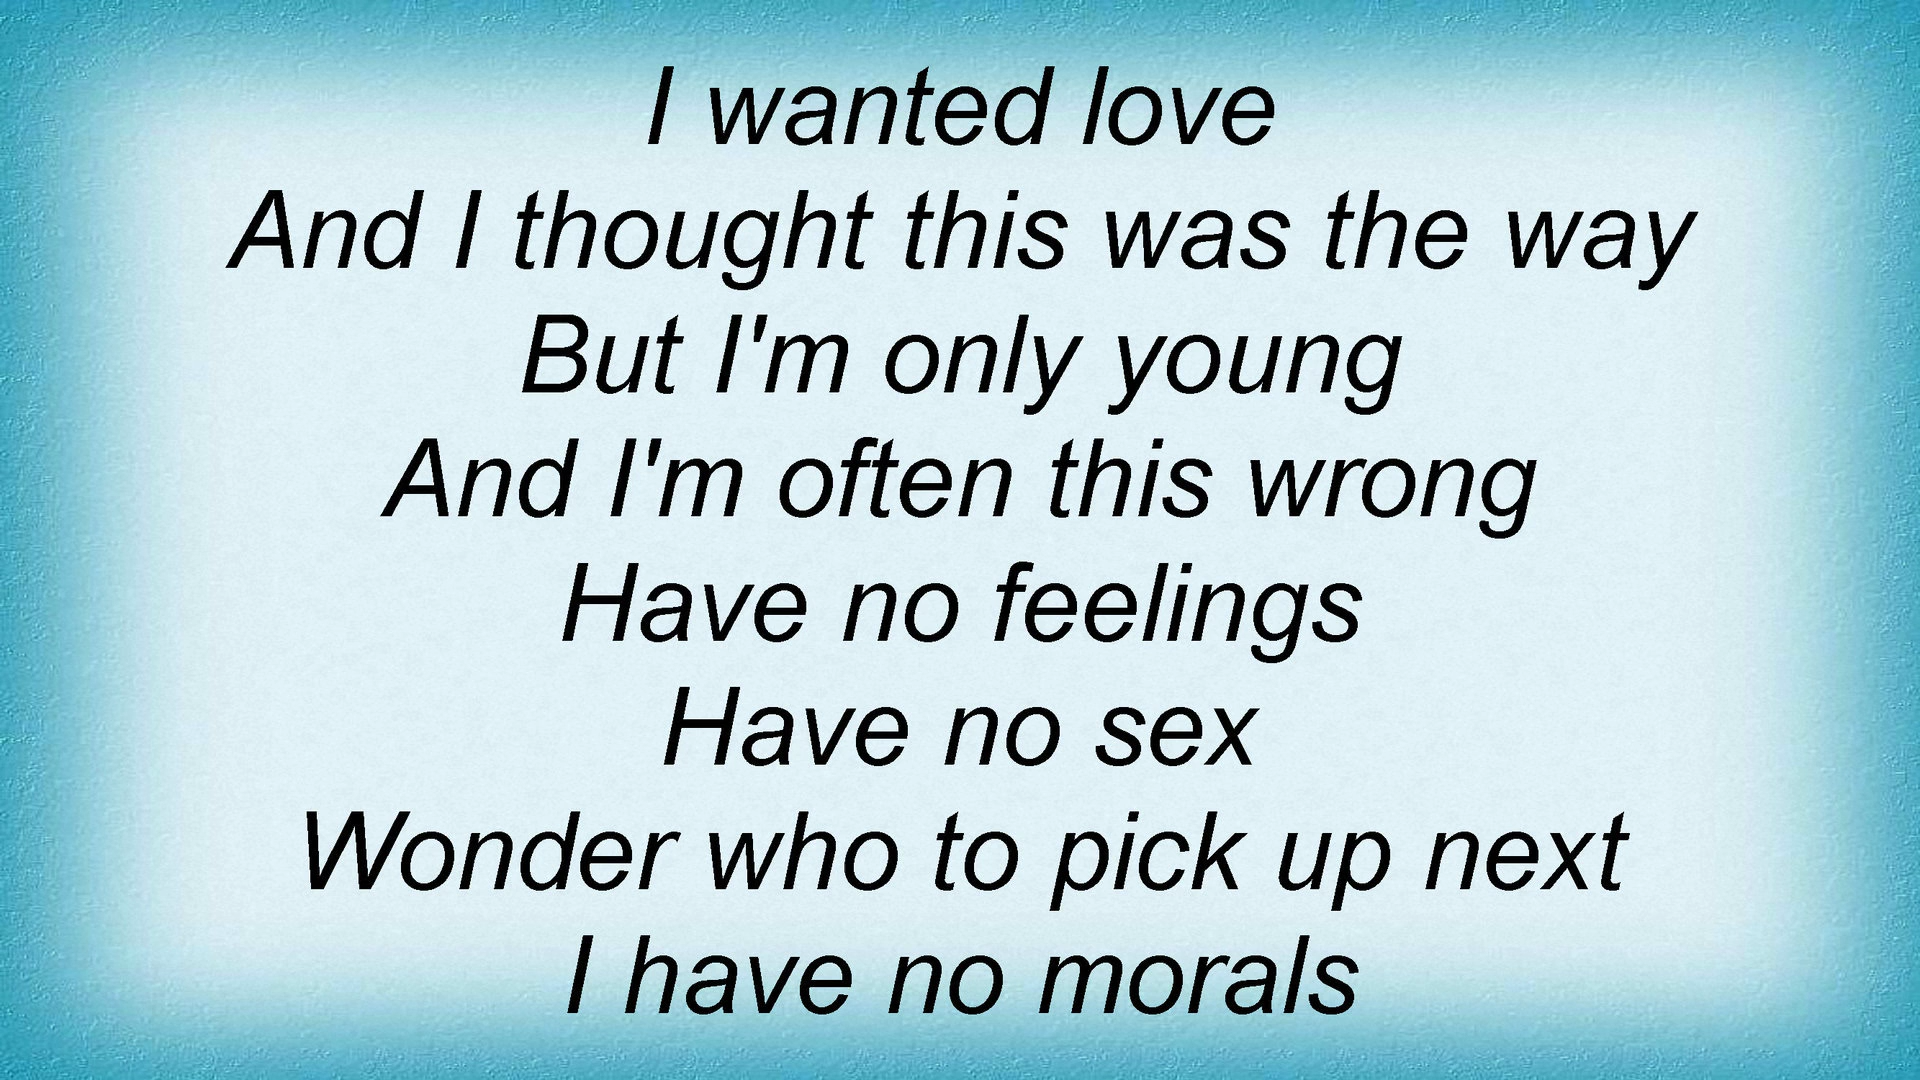 I wanted love
And I thought this was the way
But I'm only young
And I'm often this wrong
Have no feelings
Have no sex
Wonder who to pick up next
I have no morals